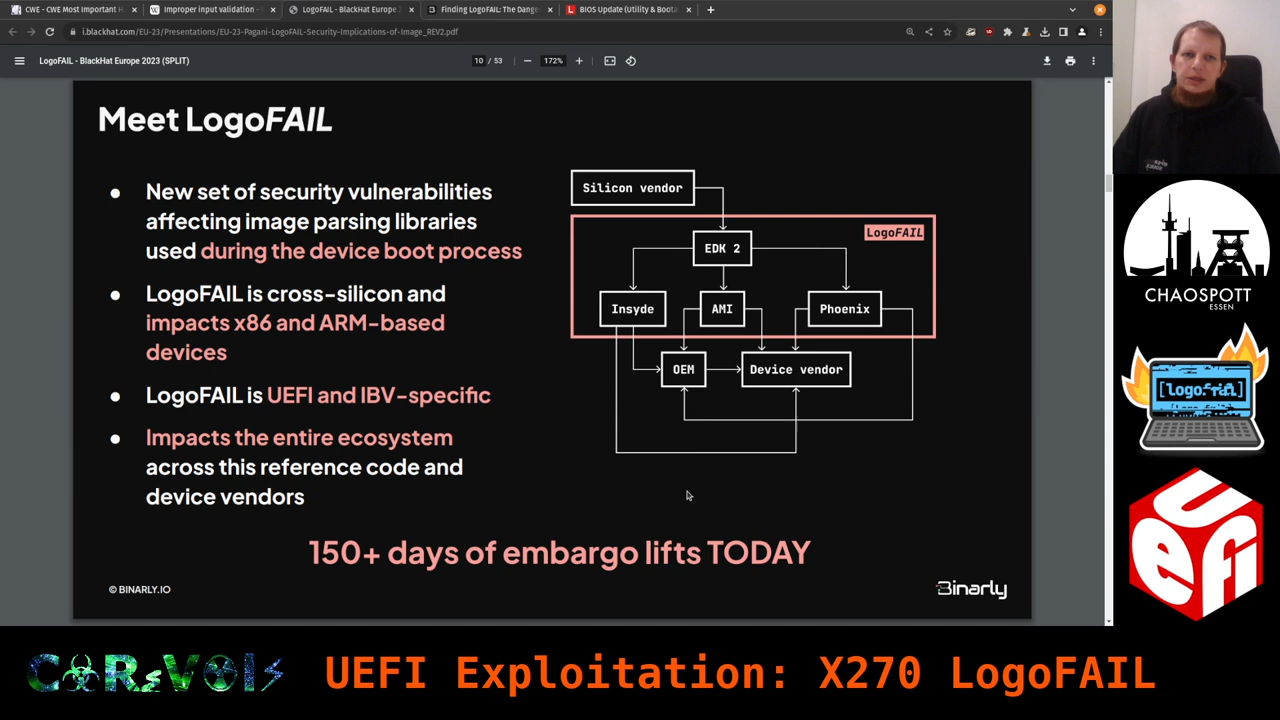 CWE - CWE Most Important H
Improper input validation -
LogoFAIL - BlackHat Europe 2
Finding LogoFAIL: The Dange
BIOS Update (Utility & Boota
i.blackhat.com/EU-23/Presentations/EU-23-Pagani-LogoFAIL-Security-Implications-of-Image_REV2.pdf
LogoFAIL - BlackHat Europe 2023 (SPLIT)
10 / 53
172%
Meet LogoFAIL
● New set of security vulnerabilities
affecting image parsing libraries
used during the device boot process
● LogoFAIL is cross-silicon and
impacts x86 and ARM-based
devices
● LogoFAIL is UEFI and IBV-specific
● Impacts the entire ecosystem
across this reference code and
device vendors
Silicon vendor
LogoFAIL
EDK 2
Insyde
AMI
Phoenix
OEM
Device vendor
150+ days of embargo lifts TODAY
© BINARLY.IO
Binarly
CHAOSPOTT
ESSEN
UEFI
UEFI Exploitation: X270 LogoFAIL